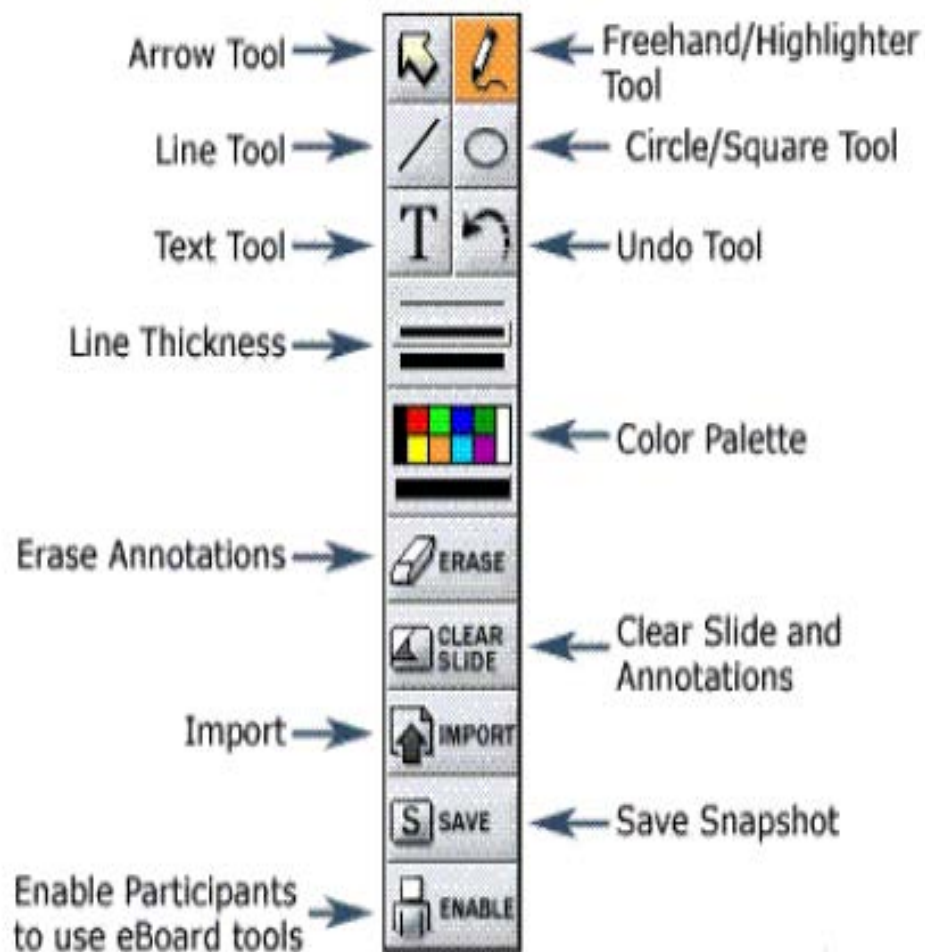 Arrow Tool
Freehand/Highlighter
Tool
Line Tool
Circle/Square Tool
T
Text Tool
Undo Tool
Line Thickness
Color Palette
Erase Annotations
ERASE
CLEAR
SLIDE
Clear Slide and
Annotations
Import
IMPORT
S SAVE
Save Snapshot
Enable Participants
to use eBoard tools
ENABLE